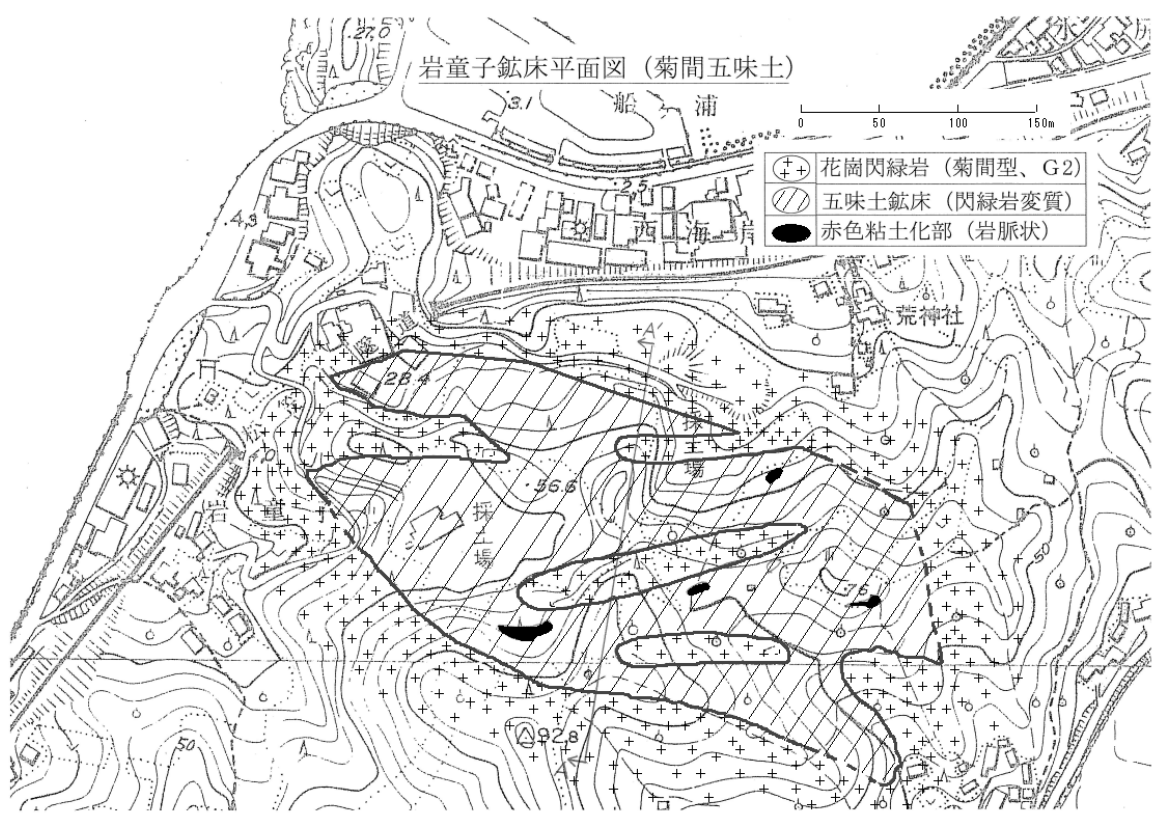 27.0
岩童子鉱床平面図（菊間五味土）
3.1
船浦
0 50 100 150m
花崗閃緑岩（菊間型、G2）
五味土鉱床（閃緑岩変質）
赤色粘土化部（岩脈状）
2.5
西海岸
4.3
荒神社
道
A'
28.4
採土場
56.6
岩童子
採土場
50
76
92.8
A
50